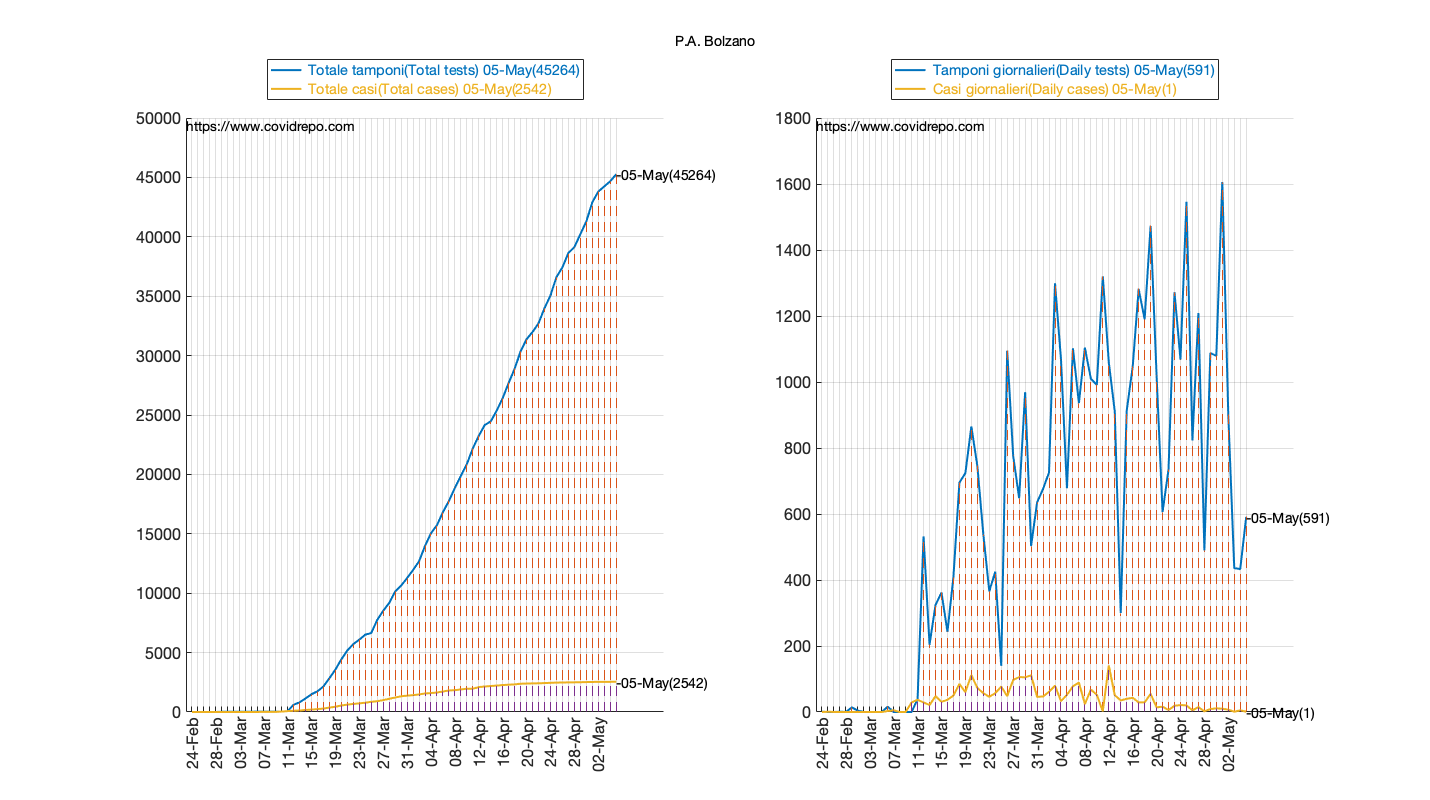 P.A. Bolzano
Totale tamponi(Total tests) 05-May(45264)
Totale casi(Total cases) 05-May(2542)
50000
https://www.covidrepo.com
45000
05-May(45264)
40000
35000
30000
25000
20000
15000
10000
5000
05-May(2542)
0
24-Feb
28-Feb
03-Mar
07-Mar
11-Mar
15-Mar
19-Mar
23-Mar
27-Mar
31-Mar
04-Apr
08-Apr
12-Apr
16-Apr
20-Apr
24-Apr
28-Apr
02-May
Tamponi giornalieri(Daily tests) 05-May(591)
Casi giornalieri(Daily cases) 05-May(1)
1800
https://www.covidrepo.com
1600
1400
1200
1000
800
600
05-May(591)
400
200
0
05-May(1)
24-Feb
28-Feb
03-Mar
07-Mar
11-Mar
15-Mar
19-Mar
23-Mar
27-Mar
31-Mar
04-Apr
08-Apr
12-Apr
16-Apr
20-Apr
24-Apr
28-Apr
02-May